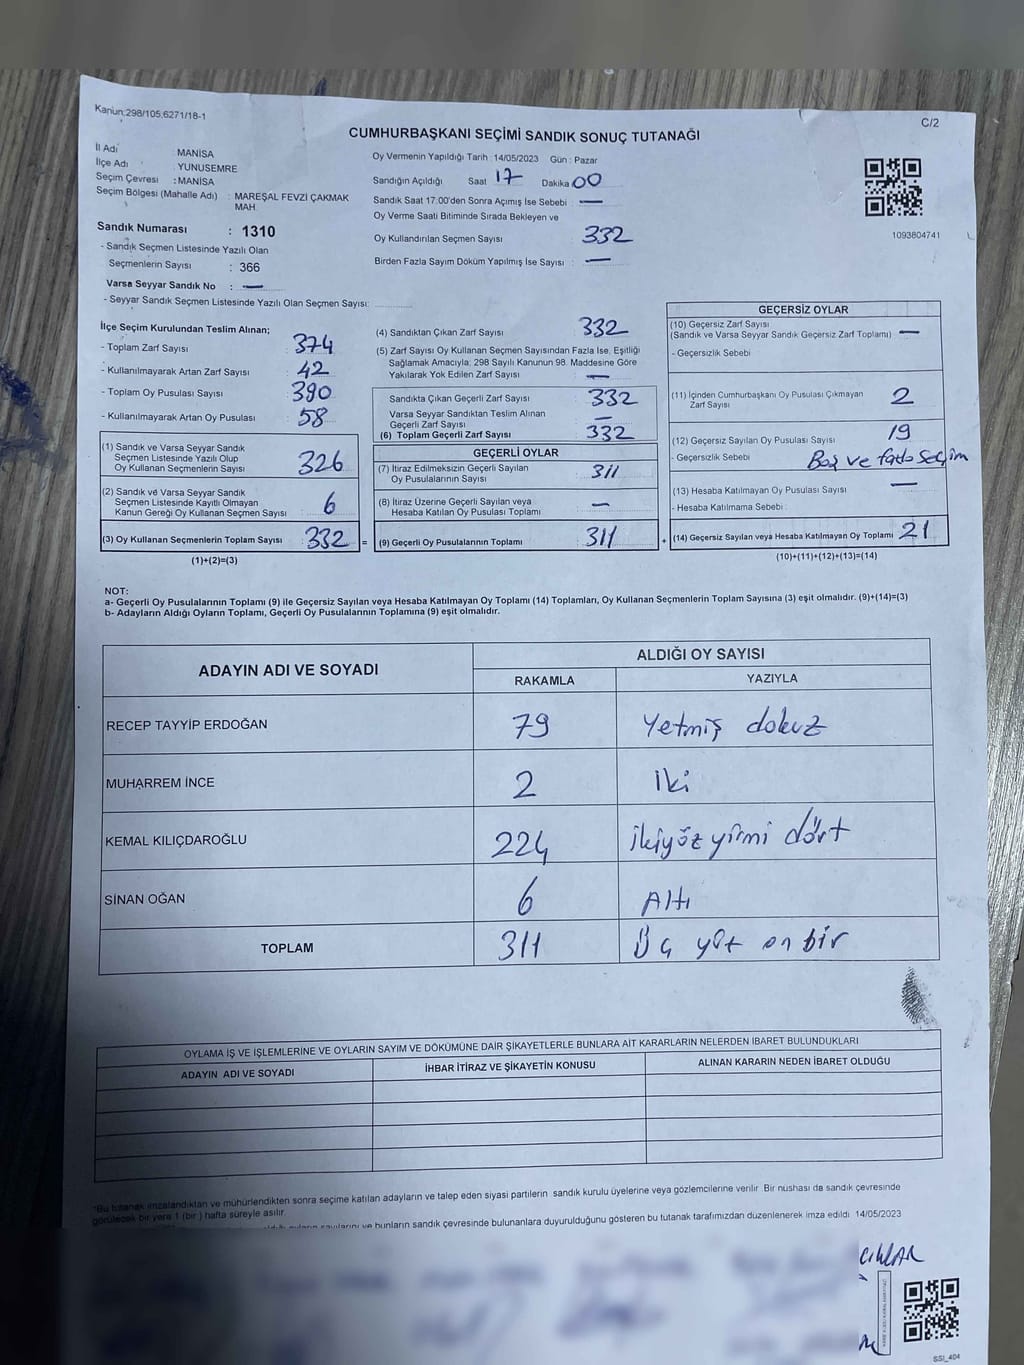 Kanun:298/105,6271/18-1
C/2
CUMHURBAŞKANI SEÇİMİ SANDIK SONUÇ TUTANAĞI
İl Adı : MANİSA
İlçe Adı : YUNUSEMRE
Seçim Çevresi : MANİSA
Seçim Bölgesi (Mahalle Adı) : MAREŞAL FEVZİ ÇAKMAK
MAH.
Sandık Numarası : 1310
- Sandık Seçmen Listesinde Yazılı Olan
Seçmenlerin Sayısı : 366
Varsa Seyyar Sandık No : —
- Seyyar Sandık Seçmen Listesinde Yazılı Olan Seçmen Sayısı:
Oy Vermenin Yapıldığı Tarih : 14/05/2023 Gün : Pazar
Sandığın Açıldığı Saat 17 Dakika 00
Sandık Saat 17.00'den Sonra Açımış İse Sebebi : —
Oy Verme Saati Bitiminde Sırada Bekleyen ve
Oy Kullandırılan Seçmen Sayısı : 332
Birden Fazla Sayım Döküm Yapılmış İse Sayısı : —
1093804741
İlçe Seçim Kurulundan Teslim Alınan;
- Toplam Zarf Sayısı : 374
- Kullanılmayarak Artan Zarf Sayısı : 42
- Toplam Oy Pusulası Sayısı : 390
- Kullanılmayarak Artan Oy Pusulası : 58
(1) Sandık ve Varsa Seyyar Sandık
Seçmen Listesinde Yazılı Olup
Oy Kullanan Seçmenlerin Sayısı : 326
(2) Sandık ve Varsa Seyyar Sandık
Seçmen Listesinde Kayıtlı Olmayan
Kanun Gereği Oy Kullanan Seçmen Sayısı : 6
(3) Oy Kullanan Seçmenlerin Toplam Sayısı : 332 =
(1)+(2)=(3)
(4) Sandıktan Çıkan Zarf Sayısı : 332
(5) Zarf Sayısı Oy Kullanan Seçmen Sayısından Fazla İse, Eşitliği
Sağlamak Amacıyla, 298 Sayılı Kanunun 98. Maddesine Göre
Yakılarak Yok Edilen Zarf Sayısı : —
Sandıkta Çıkan Geçerli Zarf Sayısı : 332
Varsa Seyyar Sandıktan Teslim Alınan
Geçerli Zarf Sayısı : —
(6) Toplam Geçerli Zarf Sayısı : 332
GEÇERLİ OYLAR
(7) İtiraz Edilmeksizin Geçerli Sayılan
Oy Pusulalarının Sayısı : 311
(8) İtiraz Üzerine Geçerli Sayılan veya
Hesaba Katılan Oy Pusulaları Toplamı : —
(9) Geçerli Oy Pusulalarının Toplamı : 311 +
GEÇERSİZ OYLAR
(10) Geçersiz Zarf Sayısı
(Sandık ve Varsa Seyyar Sandık Geçersiz Zarf Toplamı) : —
- Geçersizlik Sebebi
(11) İçinden Cumhurbaşkanı Oy Pusulası Çıkmayan
Zarf Sayısı 2
(12) Geçersiz Sayılan Oy Pusulası Sayısı : 19
- Geçersizlik Sebebi : Boş ve fazla Seçim
(13) Hesaba Katılmayan Oy Pusulası Sayısı : —
- Hesaba Katılmama Sebebi :
(14) Geçersiz Sayılan veya Hesaba Katılmayan Oy Toplamı 21
(10)+(11)+(12)+(13)=(14)
NOT:
a- Geçerli Oy Pusulalarının Toplamı (9) ile Geçersiz Sayılan veya Hesaba Katılmayan Oy Toplamı (14) Toplamları, Oy Kullanan Seçmenlerin Toplam Sayısına (3) eşit olmalıdır. (9)+(14)=(3)
b- Adayların Aldığı Oyların Toplamı, Geçerli Oy Pusulalarının Toplamına (9) eşit olmalıdır.
ADAYIN ADI VE SOYADI ALDIĞI OY SAYISI
RAKAMLA YAZIYLA
RECEP TAYYİP ERDOĞAN 79 Yetmiş dokuz
MUHARREM İNCE 2 İki
KEMAL KILIÇDAROĞLU 224 ikiyöz yirmi dört
SİNAN OĞAN 6 Altı
TOPLAM 311 Üç yüt on bir
OYLAMA İŞ VE İŞLEMLERİNE VE OYLARIN SAYIM VE DÖKÜMÜNE DAİR ŞİKAYETLERLE BUNLARA AİT KARARLARIN NELERDEN İBARET BULUNDUKLARI
ADAYIN ADI VE SOYADI İHBAR İTİRAZ VE ŞİKAYETİN KONUSU ALINAN KARARIN NEDEN İBARET OLDUĞU
*Bu tutanak imzalandıktan ve mühürlendikten sonra seçime katılan adayların ve talep eden siyasi partilerin sandık kurulu üyelerine veya gözlemcilerine verilir. Bir nüshası da sandık çevresinde
görülecek bir yere 1 (bir) hafta süreyle asılır.
sayılarını ve bunların sandık çevresinde bulunanlara duyurulduğunu gösteren bu tutanak tarafımızdan düzenlenerek imza edildi. 14/05/2023
SSI_404